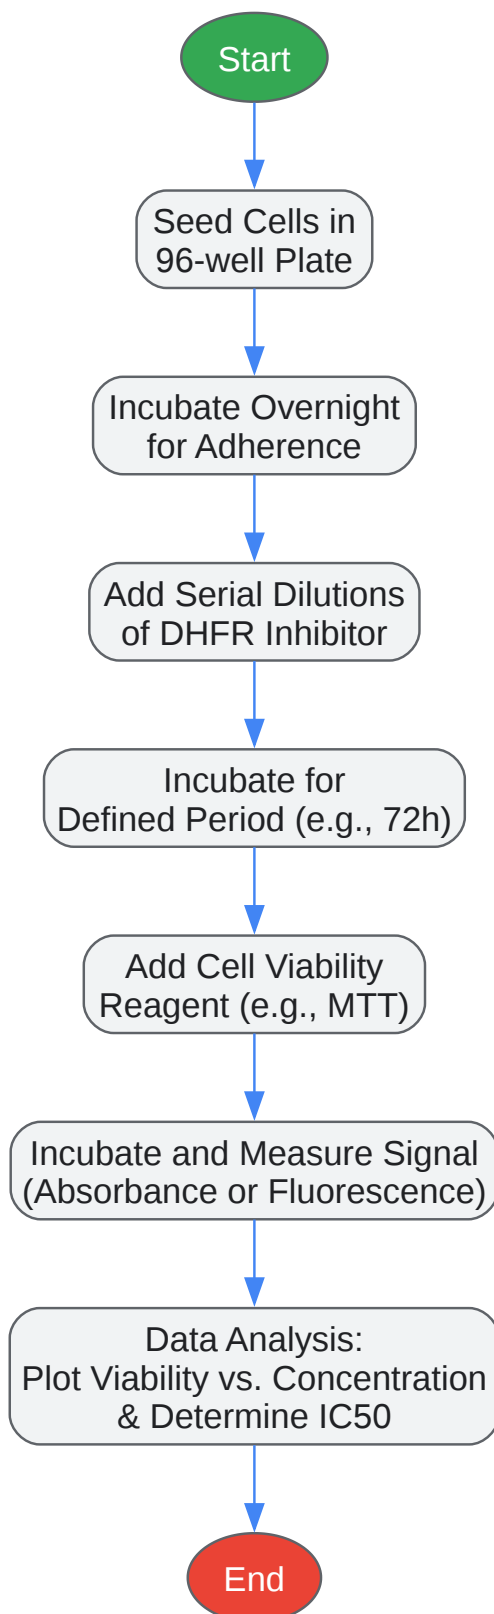 Start
Seed Cells in
96-well Plate
Incubate Overnight
for Adherence
Add Serial Dilutions
of DHFR Inhibitor
Incubate for
Defined Period (e.g., 72h)
Add Cell Viability
Reagent (e.g., MTT)
Incubate and Measure Signal
(Absorbance or Fluorescence)
Data Analysis:
Plot Viability vs. Concentration
& Determine IC50
End